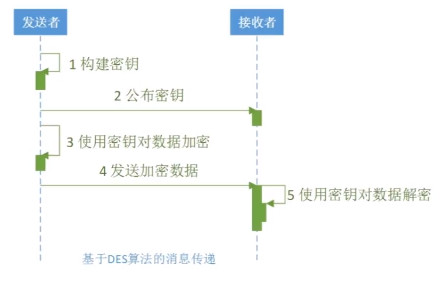 发送者
接收者
1 构建密钥
2 公布密钥
3 使用密钥对数据加密
4 发送加密数据
5 使用密钥对数据解密
基于DES算法的消息传递